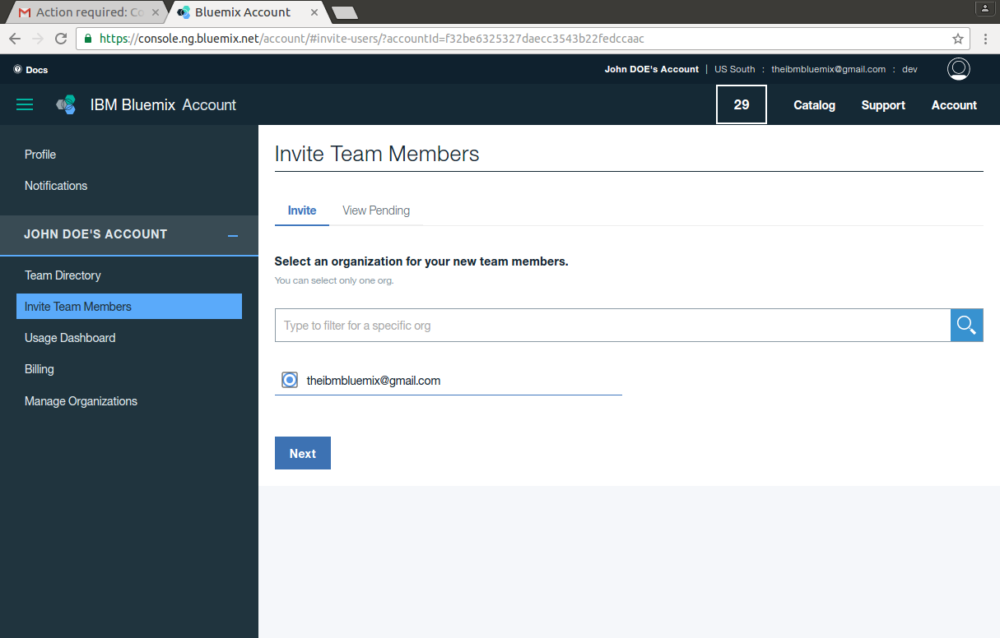 Action required: Co
Bluemix Account
https://console.ng.bluemix.net/account/#invite-users/?accountId=f32be6325327daecc3543b22fedccaac
Docs
John DOE's Account | US South : theibmbluemix@gmail.com : dev
IBM Bluemix Account
29
Catalog
Support
Account
Profile
Notifications
JOHN DOE'S ACCOUNT
Team Directory
Invite Team Members
Usage Dashboard
Billing
Manage Organizations
Invite Team Members
Invite
View Pending
Select an organization for your new team members.
You can select only one org.
Type to filter for a specific org
theibmbluemix@gmail.com
Next